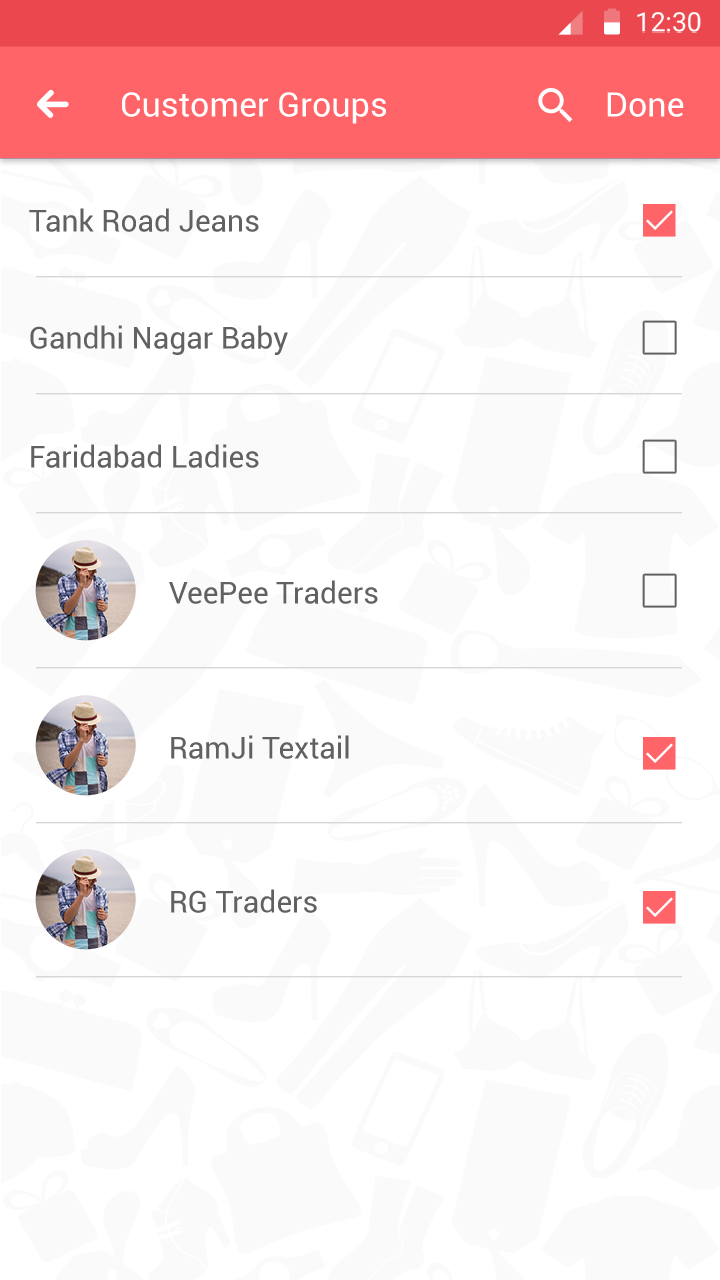 12:30
Customer Groups
Done
Tank Road Jeans
Gandhi Nagar Baby
Faridabad Ladies
VeePee Traders
RamJi Textail
RG Traders